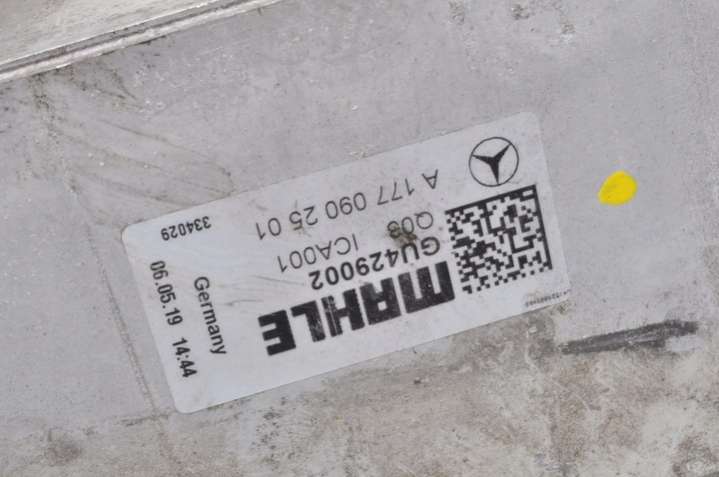 A 177 090 25 01
Q03 ICA001
GU429002
MAHLE
334029
Germany
06.05.19 14:44